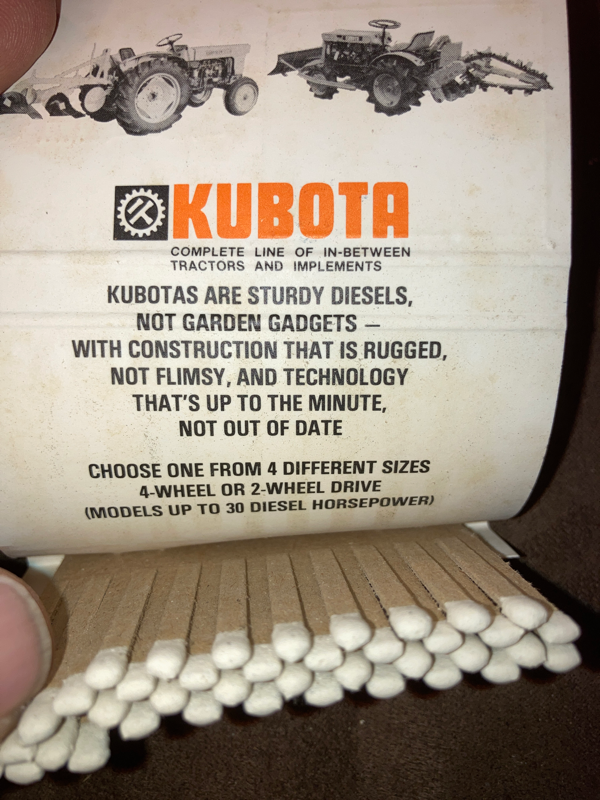 KUBOTA
COMPLETE LINE OF IN-BETWEEN
TRACTORS AND IMPLEMENTS
KUBOTAS ARE STURDY DIESELS,
NOT GARDEN GADGETS –
WITH CONSTRUCTION THAT IS RUGGED,
NOT FLIMSY, AND TECHNOLOGY
THAT'S UP TO THE MINUTE,
NOT OUT OF DATE
CHOOSE ONE FROM 4 DIFFERENT SIZES
4-WHEEL OR 2-WHEEL DRIVE
(MODELS UP TO 30 DIESEL HORSEPOWER)